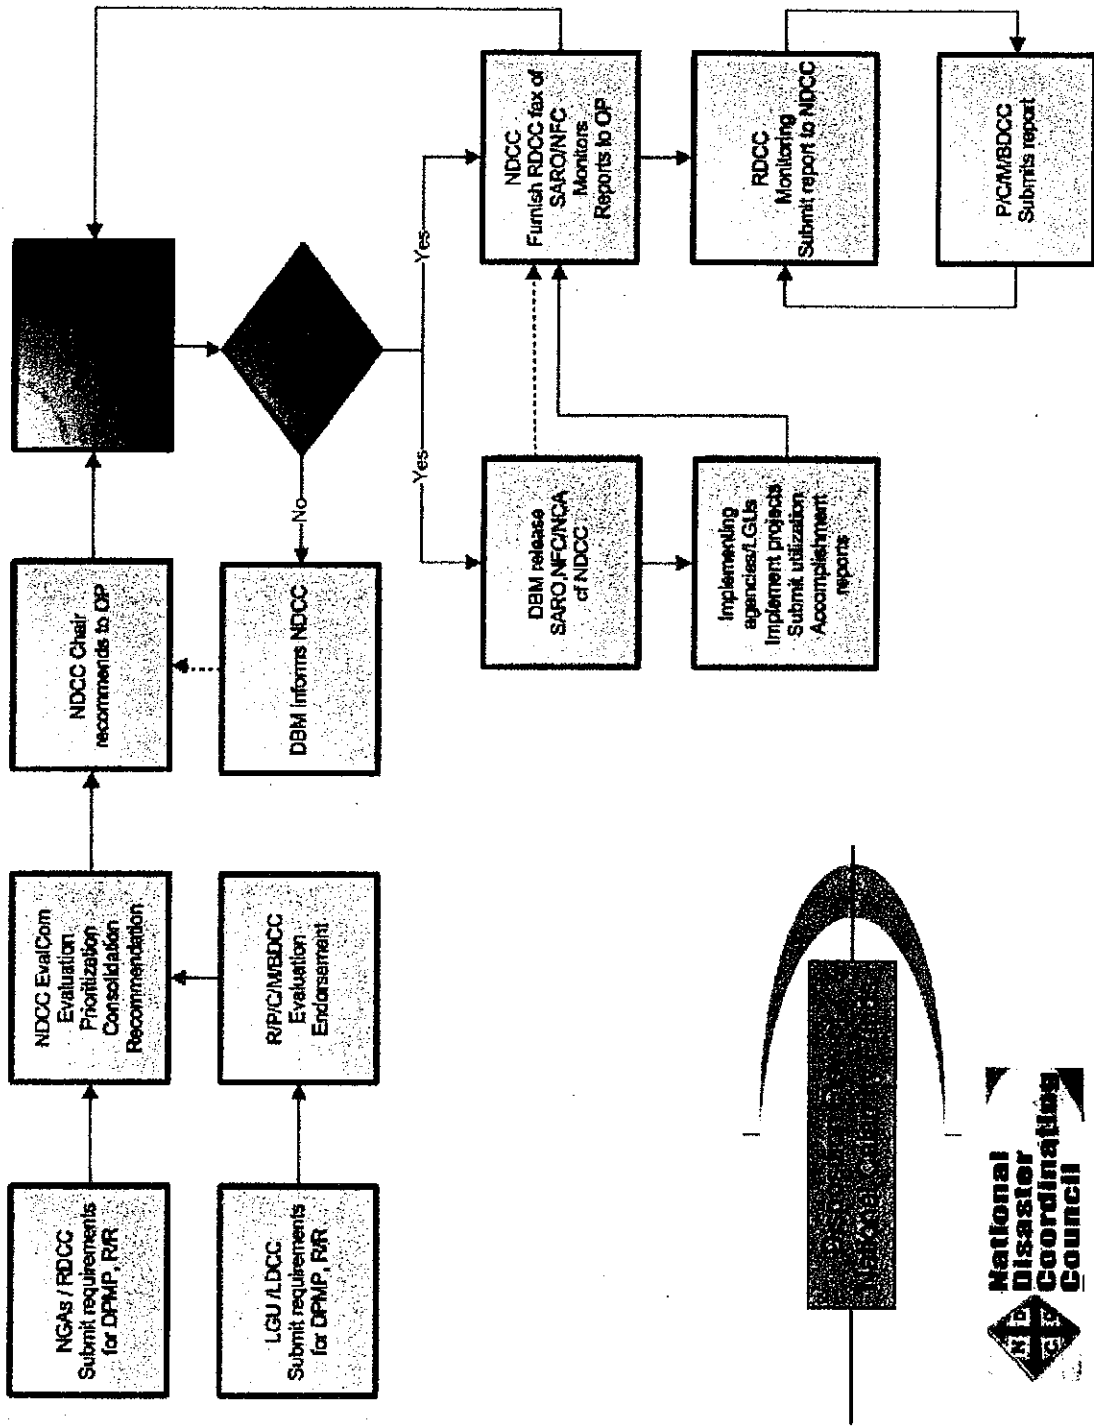 NGAs / RDCC
Submit requirements
for DPMP, R/R
NDCC EvalCom
Evaluation
Prioritization
Consolidation
Recommendation
NDCC Chair
recommends to OP
LGU /LDCC
Submit requirements
for DPMP, R/R
R/P/C/M/BDCC
Evaluation
Endorsement
DBM Informs NDCC
No
Yes
Yes
DBM release
SARO,NFC/NCA
cf NDCC
NDCC
Furnish RDCC fax of
SARO/NFC
Monitors
Reports to OP
Implementing
agencies/LGUs
Implement projects
Submit utilization
Accomplishment
reports
RDCC
Monitoring
Submit report to NDCC
P/C/M/BDCC
Submits report
National
N D
C C
National
Disaster
Coordinating
Council